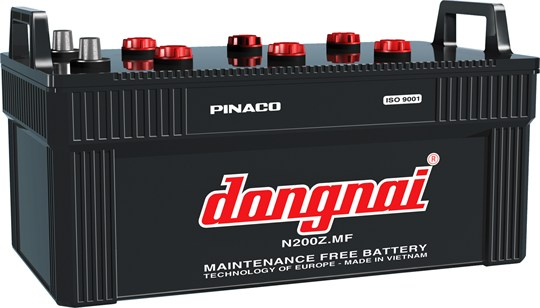 PINACO
ISO 9001
dongnai®
N200Z.MF
MAINTENANCE FREE BATTERY
TECHNOLOGY OF EUROPE - MADE IN VIETNAM